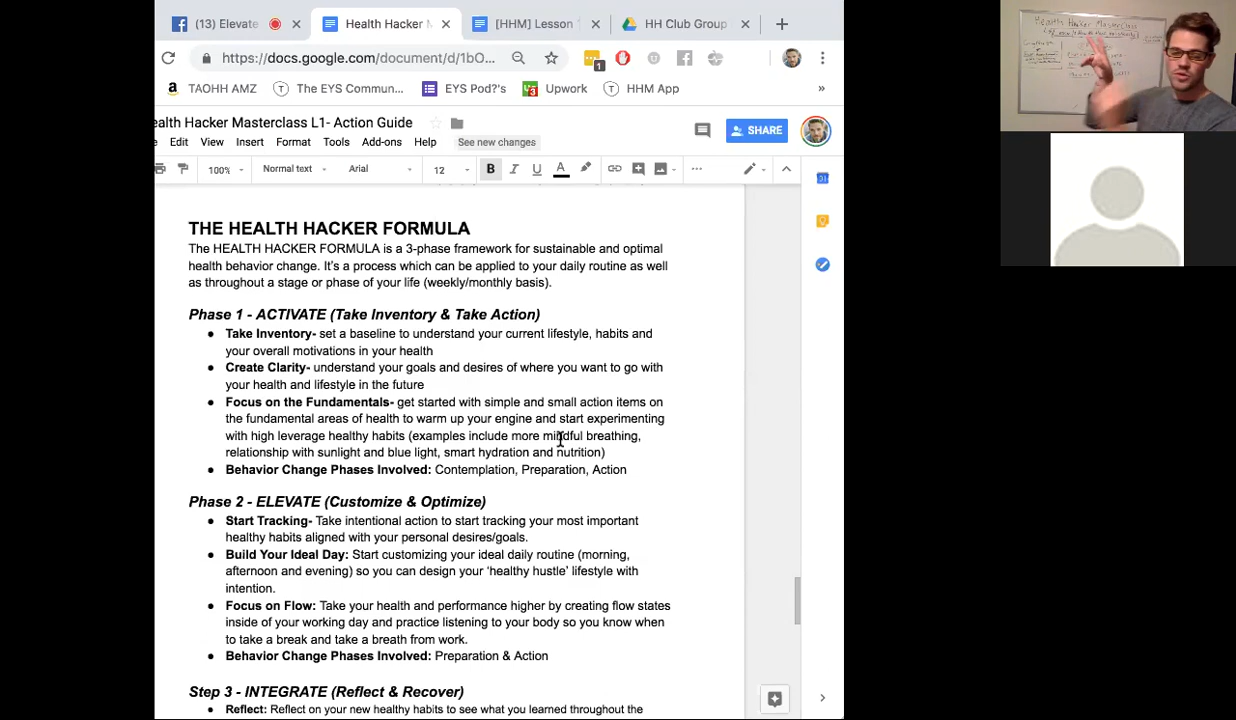 (13) Elevate
Health Hacker M
[HHM] Lesson
HH Club Group
https://docs.google.com/document/d/1bO...
1
TAOHH AMZ
The EYS Commun...
EYS Pod?'s
Upwork
HHM App
»
ealth Hacker Masterclass L1- Action Guide
SHARE
Edit View Insert Format Tools Add-ons Help See new changes
100% Normal text Arial 12 B I U A
THE HEALTH HACKER FORMULA
The HEALTH HACKER FORMULA is a 3-phase framework for sustainable and optimal
health behavior change. It's a process which can be applied to your daily routine as well
as throughout a stage or phase of your life (weekly/monthly basis).
Phase 1 - ACTIVATE (Take Inventory & Take Action)
● Take Inventory- set a baseline to understand your current lifestyle, habits and
your overall motivations in your health
● Create Clarity- understand your goals and desires of where you want to go with
your health and lifestyle in the future
● Focus on the Fundamentals- get started with simple and small action items on
the fundamental areas of health to warm up your engine and start experimenting
with high leverage healthy habits (examples include more mindful breathing,
relationship with sunlight and blue light, smart hydration and nutrition)
● Behavior Change Phases Involved: Contemplation, Preparation, Action
Phase 2 - ELEVATE (Customize & Optimize)
● Start Tracking- Take intentional action to start tracking your most important
healthy habits aligned with your personal desires/goals.
● Build Your Ideal Day: Start customizing your ideal daily routine (morning,
afternoon and evening) so you can design your 'healthy hustle' lifestyle with
intention.
● Focus on Flow: Take your health and performance higher by creating flow states
inside of your working day and practice listening to your body so you know when
to take a break and take a breath from work.
● Behavior Change Phases Involved: Preparation & Action
Step 3 - INTEGRATE (Reflect & Recover)
● Reflect: Reflect on your new healthy habits to see what you learned throughout the
Health Hacker Masterclass